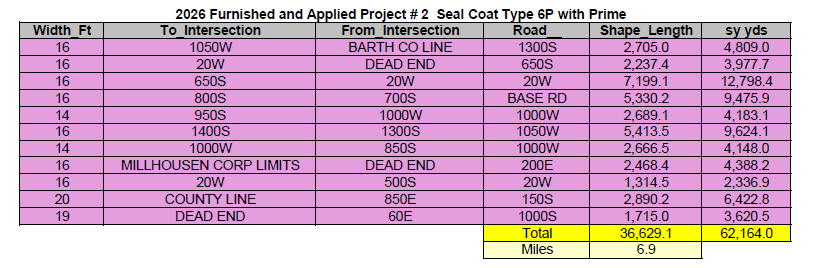 2026 Furnished and Applied Project # 2 Seal Coat Type 6P with Prime
Width_Ft To_Intersection From_Intersection Road__ Shape_Length sy yds
16 1050W BARTH CO LINE 1300S 2,705.0 4,809.0
16 20W DEAD END 650S 2,237.4 3,977.7
16 650S 20W 20W 7,199.1 12,798.4
16 800S 700S BASE RD 5,330.2 9,475.9
14 950S 1000W 1000W 2,689.1 4,183.1
16 1400S 1300S 1050W 5,413.5 9,624.1
14 1000W 850S 1000W 2,666.5 4,148.0
16 MILLHOUSEN CORP LIMITS DEAD END 200E 2,468.4 4,388.2
16 20W 500S 20W 1,314.5 2,336.9
20 COUNTY LINE 850E 150S 2,890.2 6,422.8
19 DEAD END 60E 1000S 1,715.0 3,620.5
Total 36,629.1 62,164.0
Miles 6.9